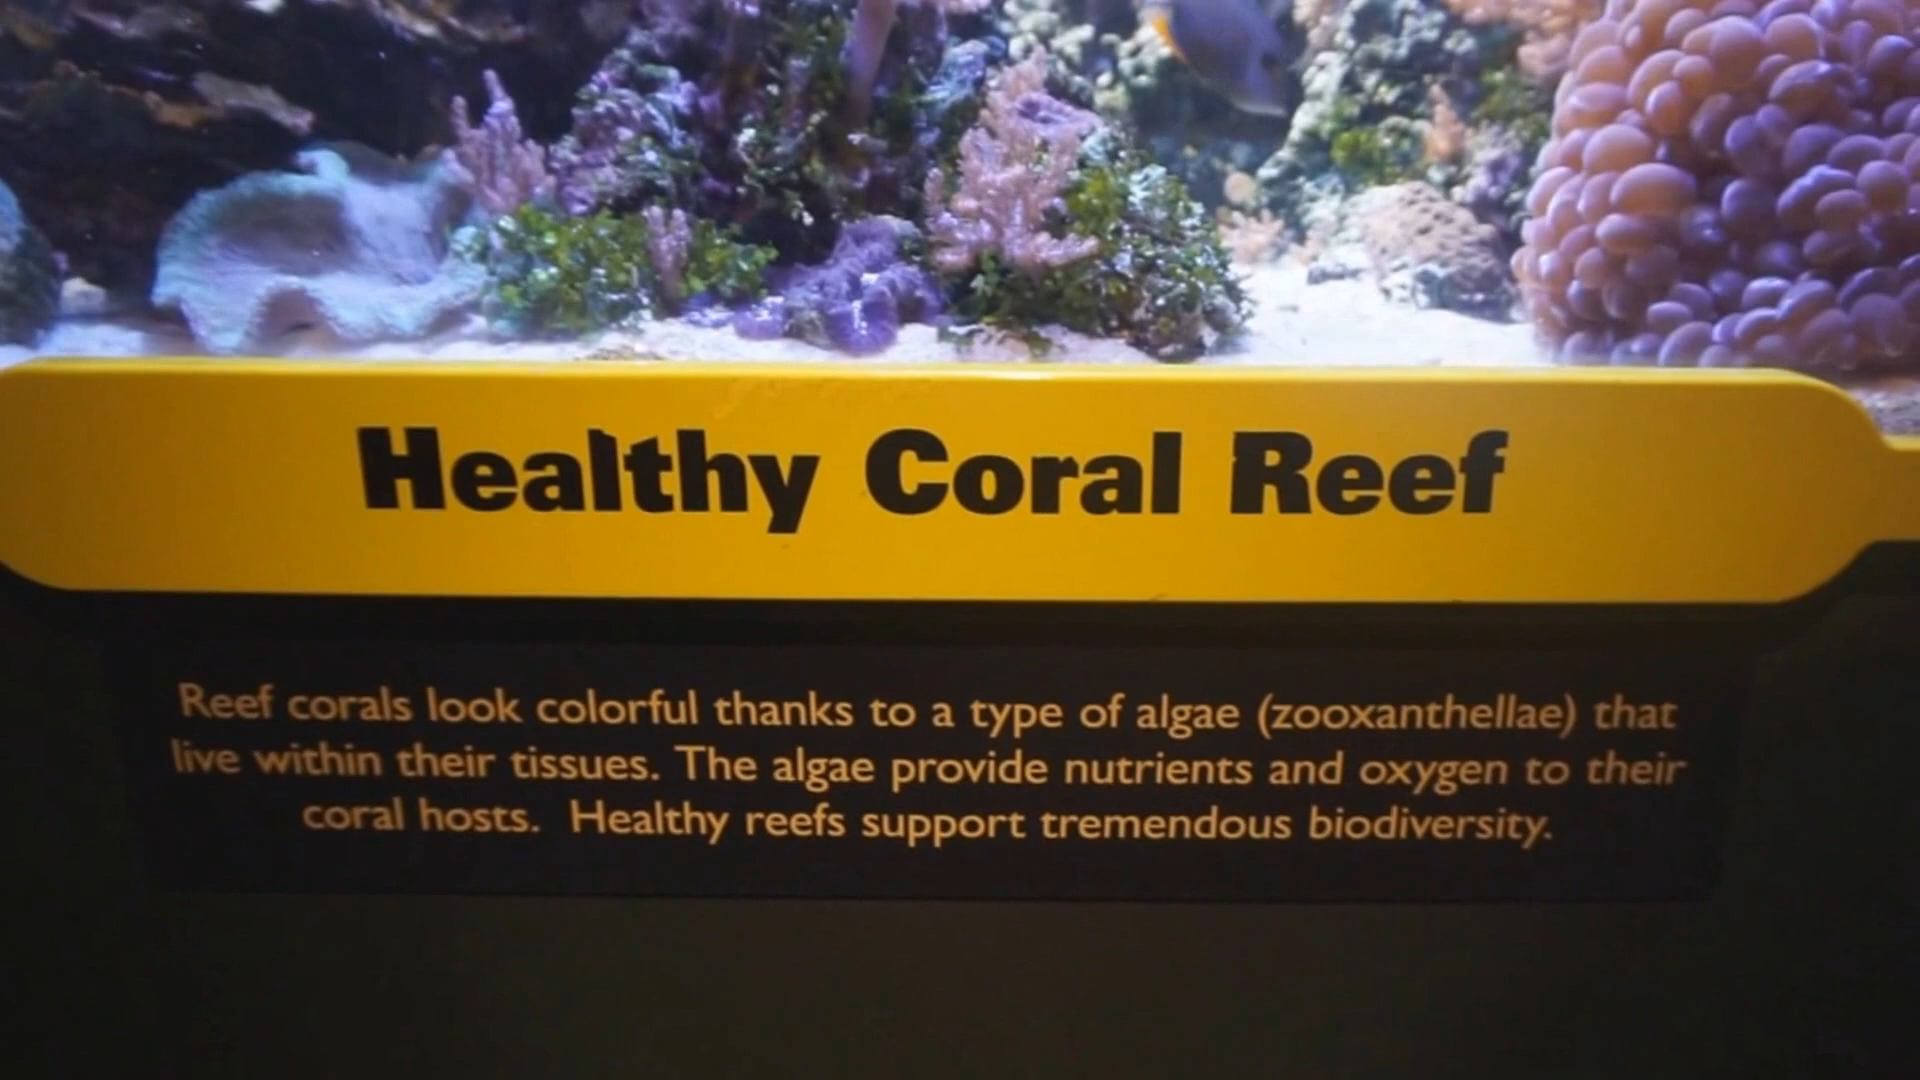 Healthy Coral Reef
Reef corals look colorful thanks to a type of algae (zooxanthellae) that
live within their tissues. The algae provide nutrients and oxygen to their
coral hosts.  Healthy reefs support tremendous biodiversity.